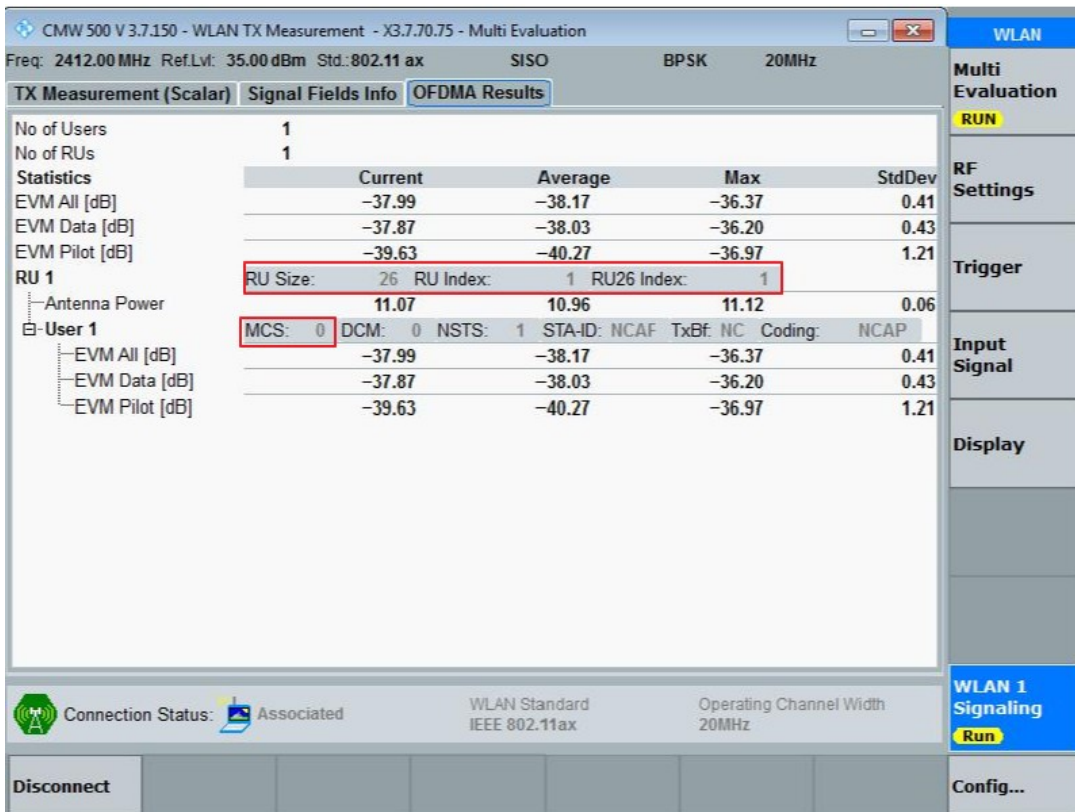 CMW 500 V 3.7.150 - WLAN TX Measurement - X3.7.70.75 - Multi Evaluation
WLAN
Freq: 2412.00 MHz Ref.Lvl: 35.00 dBm Std.: 802.11 ax SISO BPSK 20MHz
TX Measurement (Scalar) Signal Fields Info OFDMA Results
Multi
Evaluation
RUN
No of Users 1
No of RUs 1
Statistics Current Average Max StdDev
EVM All [dB] −37.99 −38.17 −36.37 0.41
EVM Data [dB] −37.87 −38.03 −36.20 0.43
EVM Pilot [dB] −39.63 −40.27 −36.97 1.21
RU 1 RU Size: 26 RU Index: 1 RU26 Index: 1
Antenna Power 11.07 10.96 11.12 0.06
User 1 MCS: 0 DCM: 0 NSTS: 1 STA-ID: NCAF TxBf: NC Coding: NCAP
EVM All [dB] −37.99 −38.17 −36.37 0.41
EVM Data [dB] −37.87 −38.03 −36.20 0.43
EVM Pilot [dB] −39.63 −40.27 −36.97 1.21
RF
Settings
Trigger
Input
Signal
Display
Connection Status: Associated
WLAN Standard
IEEE 802.11ax
Operating Channel Width
20MHz
WLAN 1
Signaling
Run
Disconnect
Config...